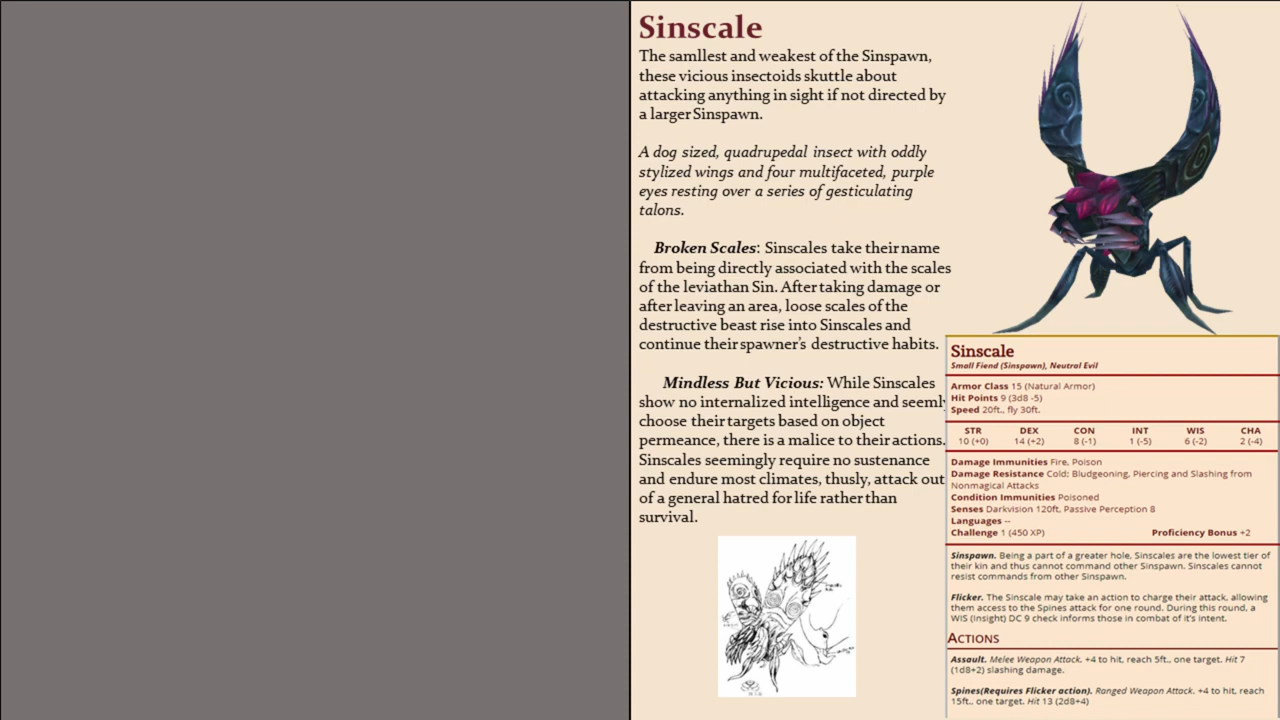 Sinscale
The samllest and weakest of the Sinspawn,
these vicious insectoids skuttle about
attacking anything in sight if not directed by
a larger Sinspawn.
A dog sized, quadrupedal insect with oddly
stylized wings and four multifaceted, purple
eyes resting over a series of gesticulating
talons.
Broken Scales: Sinscales take their name
from being directly associated with the scales
of the leviathan Sin. After taking damage or
after leaving an area, loose scales of the
destructive beast rise into Sinscales and
continue their spawner's destructive habits.
Mindless But Vicious: While Sinscales
show no internalized intelligence and seemly
choose their targets based on object
permeance, there is a malice to their actions.
Sinscales seemingly require no sustenance
and endure most climates, thusly, attack out
of a general hatred for life rather than
survival.
Sinscale
Small Fiend (Sinspawn), Neutral Evil
Armor Class 15 (Natural Armor)
Hit Points 9 (3d8 -5)
Speed 20ft., fly 30ft.
STR DEX CON INT WIS CHA
10 (+0) 14 (+2) 8 (-1) 1 (-5) 6 (-2) 2 (-4)
Damage Immunities Fire, Poison
Damage Resistance Cold; Bludgeoning, Piercing and Slashing from
Nonmagical Attacks
Condition Immunities Poisoned
Senses Darkvision 120ft, Passive Perception 8
Languages --
Challenge 1 (450 XP) Proficiency Bonus +2
Sinspawn. Being a part of a greater hole, Sinscales are the lowest tier of
their kin and thus cannot command other Sinspawn. Sinscales cannot
resist commands from other Sinspawn.
Flicker. The Sinscale may take an action to charge their attack, allowing
them access to the Spines attack for one round. During this round, a
WIS (Insight) DC 9 check informs those in combat of it's intent.
ACTIONS
Assault. Melee Weapon Attack. +4 to hit, reach 5ft., one target. Hit 7
(1d8+2) slashing damage.
Spines(Requires Flicker action). Ranged Weapon Attack. +4 to hit, reach
15ft., one target. Hit 13 (2d8+4)